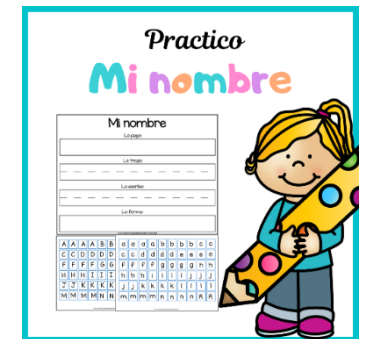 Practico
Mi nombre
Mi nombre
Lo pego
Lo trazo
Lo escribo
Lo formo
A A A A B B a a a a b b b b c c
C C D D D D c c d d d d e e e e
F F F F G G f f f f g g g g h h
H H H I I I h h i i i i j j
J J K K K K j j k k k k l l l l
M M M M N N m m m m n n n n ñ ñ